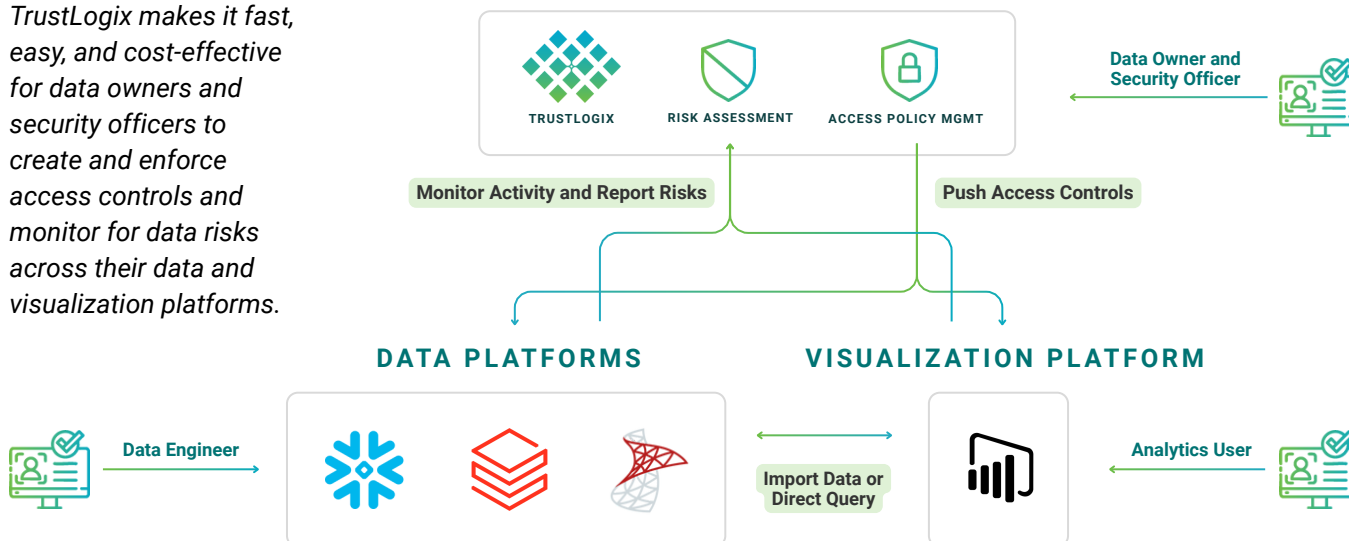 TrustLogix makes it fast,
easy, and cost-effective
for data owners and
security officers to
create and enforce
access controls and
monitor for data risks
across their data and
visualization platforms.
TRUSTLOGIX
RISK ASSESSMENT
ACCESS POLICY MGMT
Data Owner and
Security Officer
Monitor Activity and Report Risks
Push Access Controls
DATA PLATFORMS
VISUALIZATION PLATFORM
Data Engineer
Import Data or
Direct Query
Analytics User